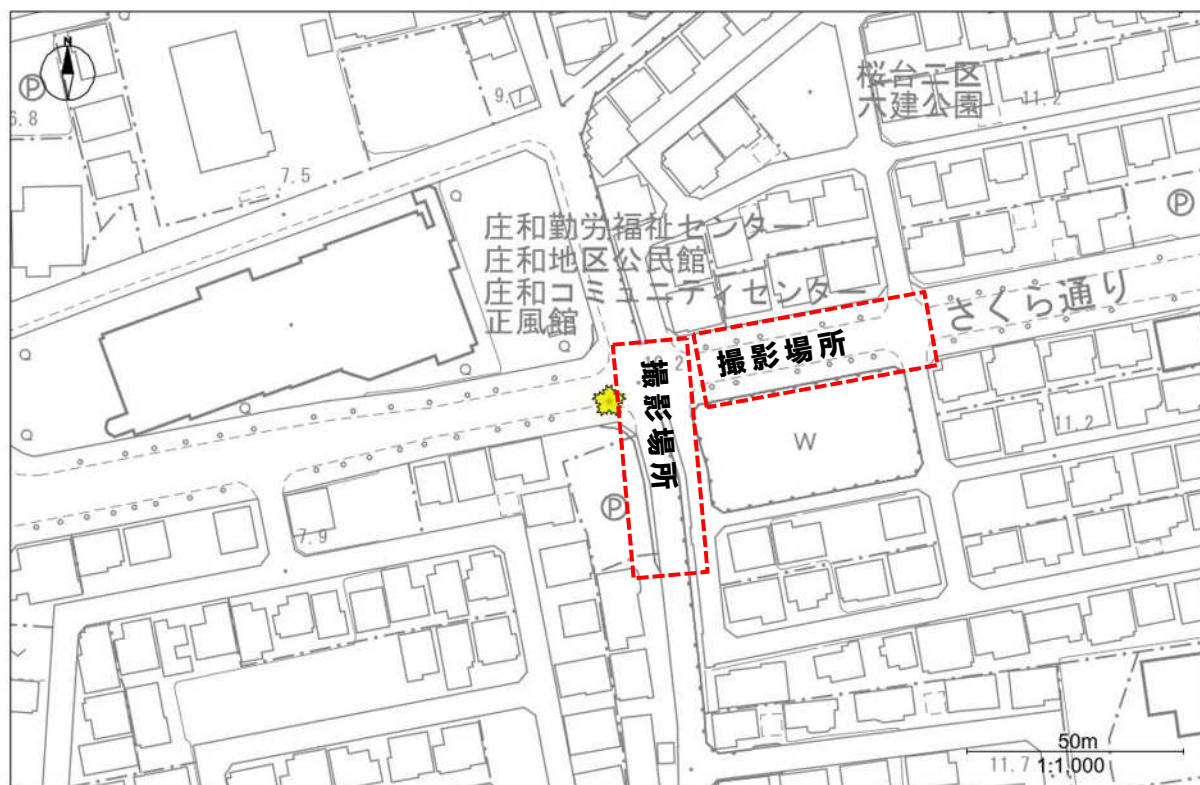 N
P
6.8
9.7
7.5
桜台二区
六建公園
11.2
P
庄和勤労福祉センター
庄和地区公民館
庄和コミュニティセンター
正風館
さくら通り
撮影場所
撮影場所
11.2
W
P
7.9
50m
11.7 1:1,000